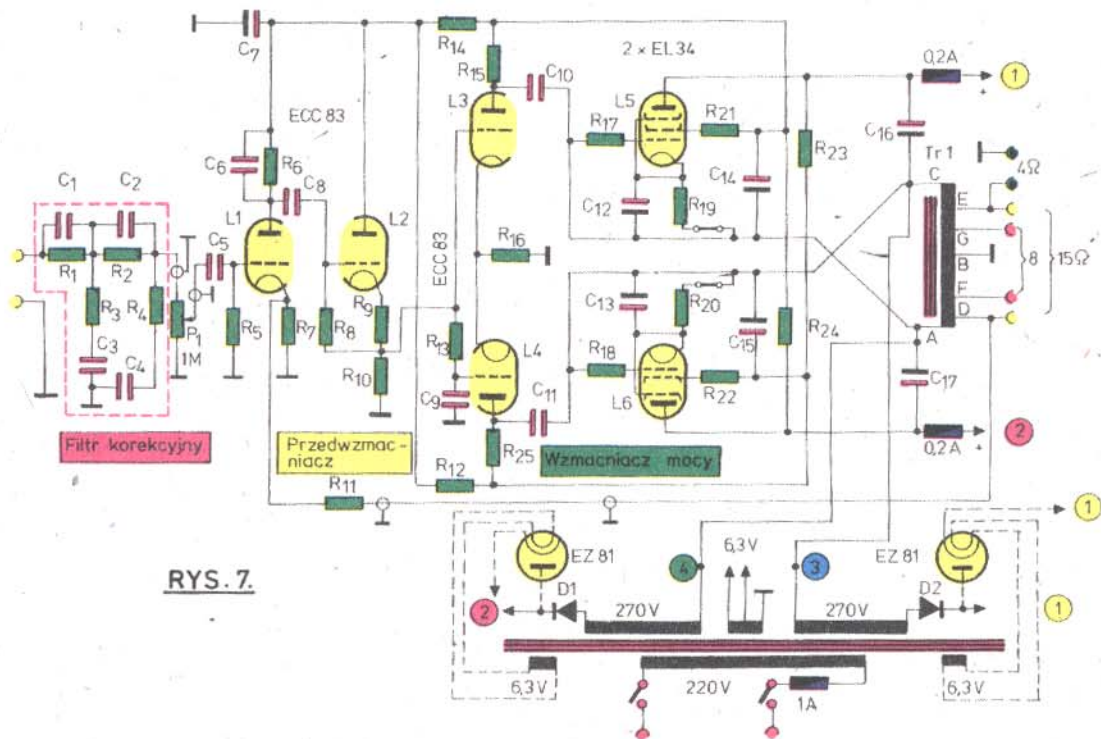 C7
R14
R15
C10
2 × EL34
0,2A
+
1
ECC 83
L3
L5
R17
R21
R23
C16
Tr 1
4Ω
C6
R6
C8
C1
C2
L1
L2
C12
R19
C14
C
E
G
B
F
D
A
8
15Ω
R1
R2
C5
R3
R4
P1
1M
R5
R7
R8
R9
R10
ECC 83
R16
C13
R20
R24
C3
C4
R13
L4
R18
C15
C9
C11
L6
R22
C17
Filtr korekcyjny
Przedwzmac-
niacz
R25
Wzmacniacz mocy
0,2A
+
2
R12
R11
EZ 81
6,3V
EZ 81
1
RYS. 7.
4
3
2
D1
270V
270V
D2
1
6,3V
220V
1A
6,3V